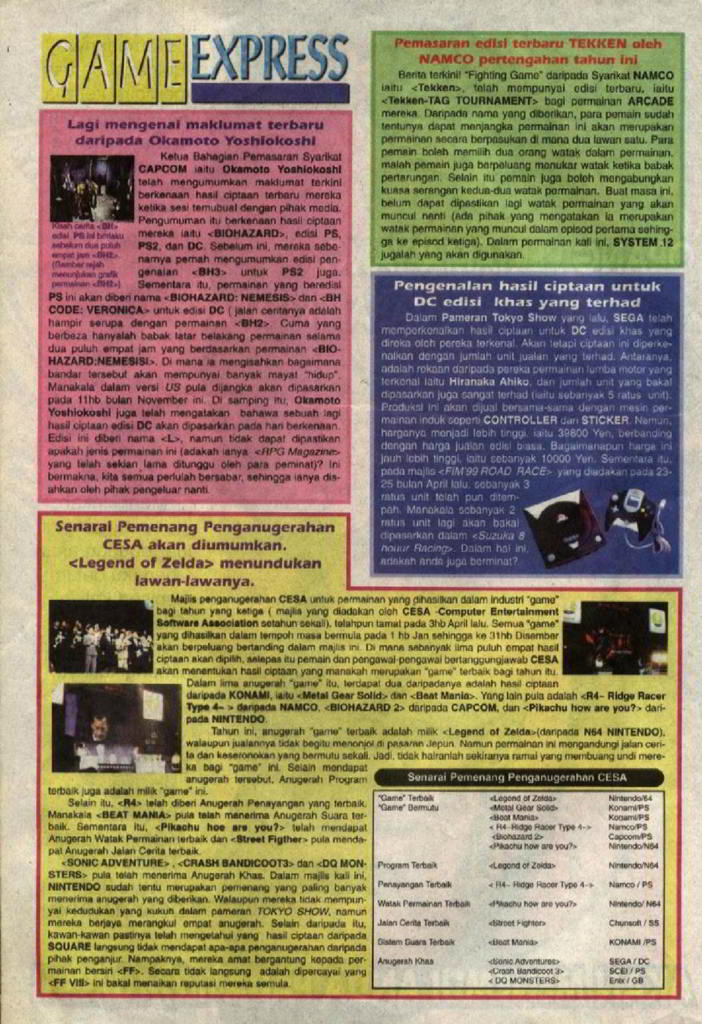 GAME EXPRESS
Lagi mengenai maklumat terbaru
daripada Okamoto Yoshiokoshi
Ketua Bahagian Pemasaran Syarikat
CAPCOM iaitu Okamoto Yoshiokoshi
telah mengumumkan maklumat terkini
berkenaan hasil ciptaan terbaru mereka
ketika sesi temubual dengan pihak media.
Pengumuman itu berkenaan hasil ciptaan
mereka iaitu <BIOHAZARD>, edisi PS,
PS2, dan DC. Sebelum ini, mereka sebe-
narnya pernah mengumumkan edisi pen-
genalan <BH3> untuk PS2 juga.
Sementara itu, permainan yang beredisi
Kisah cerita <BH>
edisi PS ini berlaku
sebelum dua puluh
empat jam <BH2>
(Gambar rajah
menunjukan grafik
permainan <BH2>)
PS ini akan diberi nama <BIOHAZARD: NEMESIS> dan <BH
CODE: VERONICA> untuk edisi DC ( jalan ceritanya adalah
hampir serupa dengan permainan <BH2>. Cuma yang
berbeza hanyalah babak latar belakang permainan selama
dua puluh empat jam yang berdasarkan permainan <BIO-
HAZARD:NEMESISI>. Di mana ia mengisahkan bagaimana
bandar tersebut akan mempunyai banyak mayat "hidup".
Manakala dalam versi US pula dijangka akan dipasarkan
pada 11hb bulan November ini. Di samping itu, Okamoto
Yoshiokoshi juga telah mengatakan bahawa sebuah lagi
hasil ciptaan edisi DC akan dipasarkan pada hari berkenaan.
Edisi ini diberi nama <L>, namun tidak dapat dipastikan
apakah jenis permainan ini (adakah ianya <RPG Magazine>
yang telah sekian lama ditunggu oleh para peminat)? Ini
bermakna, kita semua perlulah bersabar, sehingga ianya dis-
ahkan oleh pihak pengeluar nanti.
Pemasaran edisi terbaru TEKKEN oleh
NAMCO pertengahan tahun ini
Berita terkini! "Fighting Game" daripada Syarikat NAMCO
iaitu <Tekken>, telah mempunyai edisi terbaru, iaitu
<Tekken-TAG TOURNAMENT> bagi permainan ARCADE
mereka. Daripada nama yang diberikan, para pemain sudah
tentunya dapat menjangka permainan ini akan merupakan
permainan secara berpasukan di mana dua lawan satu. Para
pemain boleh memilih dua orang watak dalam permainan,
malah pemain juga berpeluang menukar watak ketika babak
pertarungan. Selain itu pemain juga boleh mengabungkan
kuasa serangan kedua-dua watak permainan. Buat masa ini,
belum dapat dipastikan lagi watak permainan yang akan
muncul nanti (ada pihak yang mengatakan ia merupakan
watak permainan yang muncul dalam episod pertama sehing-
ga ke episod ketiga). Dalam permainan kali ini, SYSTEM 12
jugalah yang akan digunakan.
Pengenalan hasil ciptaan untuk
DC edisi khas yang terhad
Dalam Pameran Tokyo Show yang lalu, SEGA telah
memperkenalkan hasil ciptaan untuk DC edisi khas yang
direka oleh pereka terkenal. Akan tetapi ciptaan ini diperke-
nalkan dengan jumlah unit jualan yang terhad. Antaranya,
adalah rekaan daripada pereka permainan lumba motor yang
terkenal iaitu Hiranaka Ahiko, dan jumlah unit yang bakal
dipasarkan juga sangat terhad (iaitu sebanyak 5 ratus unit).
Produksi ini akan dijual bersama-sama dengan mesin per-
mainan induk seperti CONTROLLER dan STICKER. Namun,
harganya menjadi lebih tinggi, iaitu 39800 Yen, berbanding
dengan harga jualan edisi biasa. Bagaimanapun harga ini
jauh lebih tinggi, iaitu sebanyak 10000 Yen. Sementara itu,
pada majlis <FIM'99 ROAD RACE> yang diadakan pada 23-
25 bulan April lalu, sebanyak 3
ratus unit telah pun ditem-
pah. Manakala sebanyak 2
ratus unit lagi akan bakal
dipasarkan dalam <Suzuka 8
houur Racing>. Dalam hal ini,
adakah anda juga berminat?
Senarai Pemenang Penganugerahan
CESA akan diumumkan.
<Legend of Zelda> menundukan
lawan-lawanya.
Majlis penganugerahan CESA untuk permainan yang dihasilkan dalam industri "game"
bagi tahun yang ketiga ( majlis yang diadakan oleh CESA -Computer Entertainment
Software Association setahun sekali), telahpun tamat pada 3hb April lalu. Semua "game"
yang dihasilkan dalam tempoh masa bermula pada 1 hb Jan sehingga ke 31hb Disember
akan berpeluang bertanding dalam majlis ini. Di mana sebanyak lima puluh empat hasil
ciptaan akan dipilih, selepas itu pemain dan pengawal-pengawal bertanggungjawab CESA
akan menentukan hasil ciptaan yang manakah merupakan "game" terbaik bagi tahun itu.
Dalam lima anugerah "game" itu, terdapat dua daripadanya adalah hasil ciptaan
daripada KONAMI, iaitu <Metal Gear Solid> dan <Beat Mania>. Yang lain pula adalah <R4- Ridge Racer
Type 4- > daripada NAMCO, <BIOHAZARD 2> daripada CAPCOM, dan <Pikachu how are you?> dari-
pada NINTENDO.
Tahun ini, anugerah "game" terbaik adalah milik <Legend of Zelda>(daripada N64 NINTENDO),
walaupun jualannya tidak begitu menonjol di pasaran Jepun. Namun permainan ini mengandungi jalan ceri-
ta dan keseronokan yang bermutu sekali. Jadi, tidak hairanlah sekiranya ramai yang membuang undi mere-
ka bagi "game" ini. Selain mendapat
anugerah tersebut, Anugerah Program
terbaik juga adalah milik "game" ini.
Selain itu, <R4> telah diberi Anugerah Penayangan yang terbaik.
Manakala <BEAT MANIA> pula telah menerima Anugerah Suara ter-
baik. Sementara itu, <Pikachu hoe are you?> telah mendapat
Anugerah Watak Permainan terbaik dan <Street Figther> pula menda-
pat Anugerah Jalan Cerita terbaik.
<SONIC ADVENTURE> , <CRASH BANDICOOT3> dan <DQ MON-
STERS> pula telah menerima Anugerah Khas. Dalam majlis kali ini,
NINTENDO sudah tentu merupakan pemenang yang paling banyak
menerima anugerah yang diberikan. Walaupun mereka tidak mempun-
yai kedudukan yang kukuh dalam pameran TOKYO SHOW, namun
mereka berjaya merangkul empat anugerah. Selain daripada itu,
kawan-kawan pastinya telah mengetahui yang hasil ciptaan daripada
SQUARE langsung tidak mendapat apa-apa penganugerahan daripada
pihak penganjur. Nampaknya, mereka amat bergantung kepada per-
mainan bersiri <FF>. Secara tidak langsung adalah dipercayai yang
<FF VIII> ini bakal menaikan reputasi mereka semula.
Senarai Pemenang Penganugerahan CESA
"Game" Terbaik <Legend of Zelda> Nintendo/64
"Game" Bermutu <Metal Gear Solid> Konami/PS
<Beat Mania> Konami/PS
< R4- Ridge Racer Type 4-> Namco/PS
<Biohazard 2> Capcom/PS
<Pikachu how are you?> Nintendo/N64
Program Terbaik <Legend of Zelda> Nintendo/N64
Penayangan Terbaik < R4- Ridge Racer Type 4-> Namco / PS
Watak Permainan Terbaik <Pikachu how are you?> Nintendo/ N64
Jalan Cerita Terbaik <Street Fighter> Chunsoft / SS
Sistem Suara Terbaik <Beat Mania> KONAMI /PS
Anugerah Khas <Sonic Adventures> SEGA / DC
<Crash Bandicoot 3> SCEI / PS
< DQ MONSTERS> Enix / GB